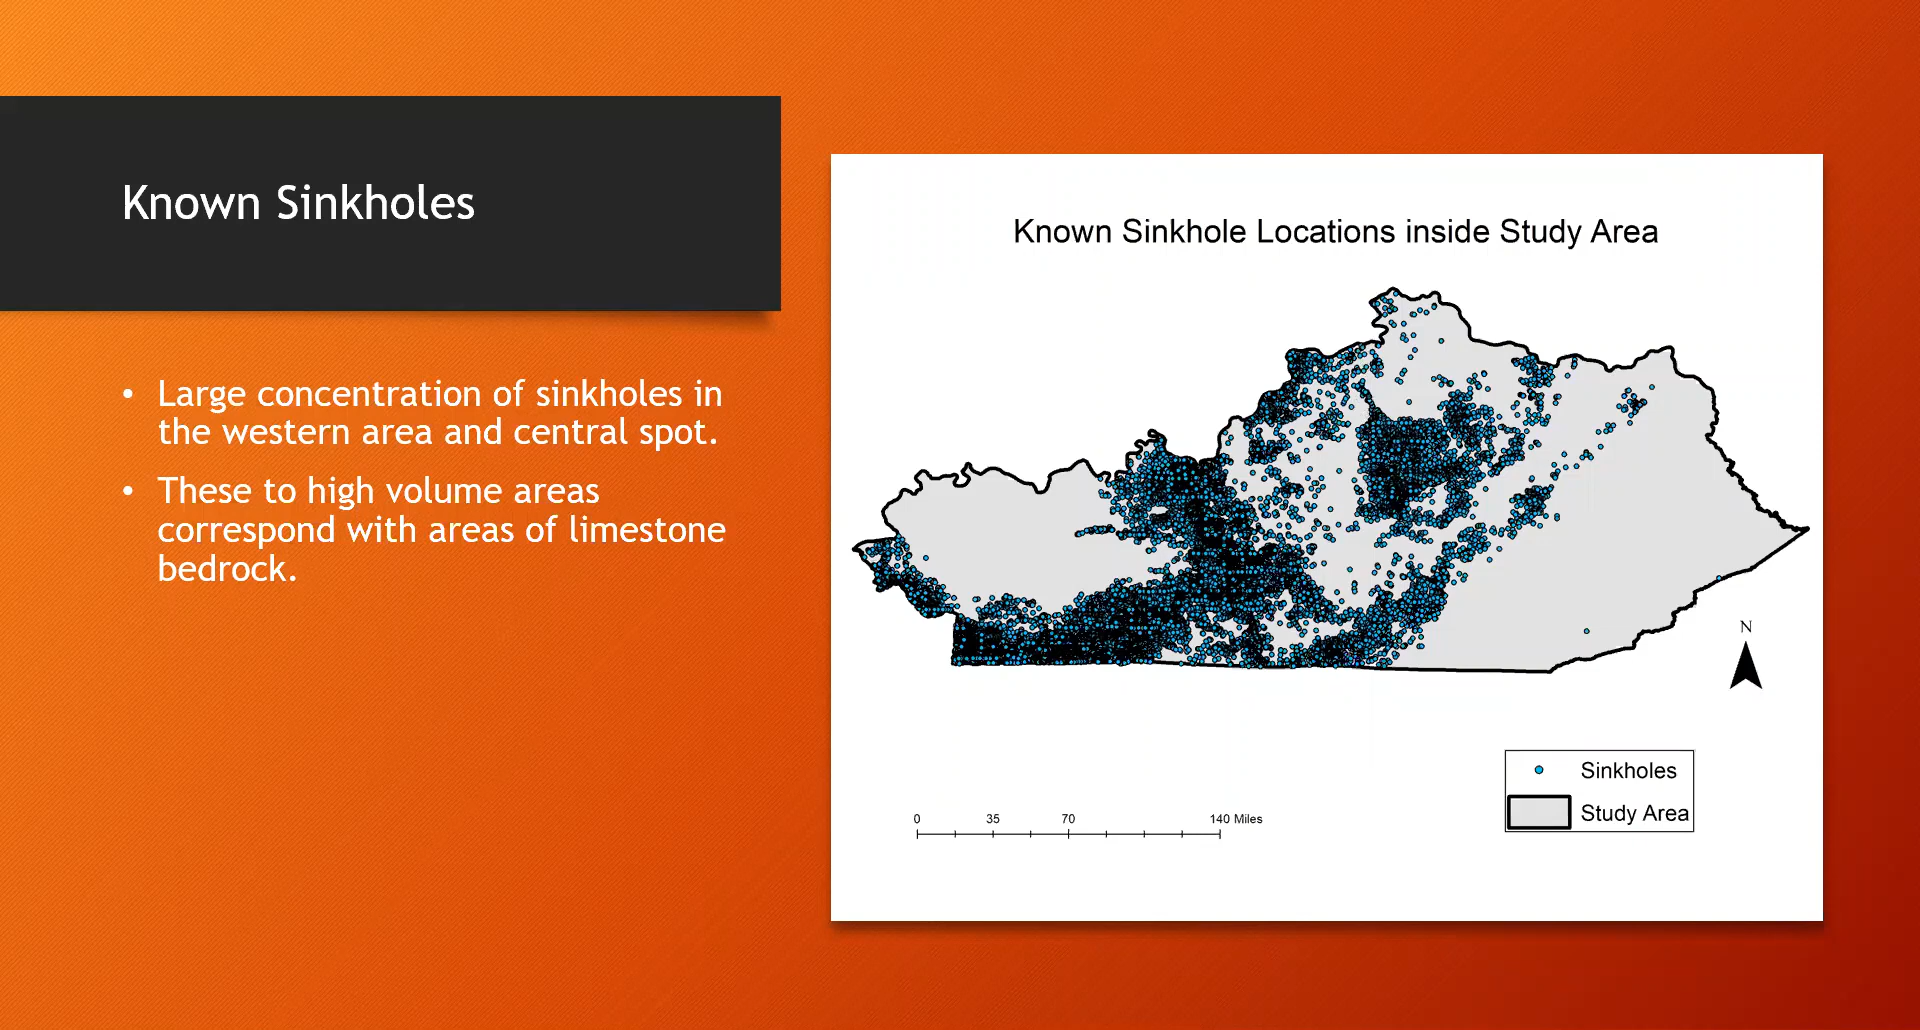 Known Sinkholes
• Large concentration of sinkholes in
the western area and central spot.
• These to high volume areas
correspond with areas of limestone
bedrock.
Known Sinkhole Locations inside Study Area
N
Sinkholes
Study Area
0 35 70 140 Miles